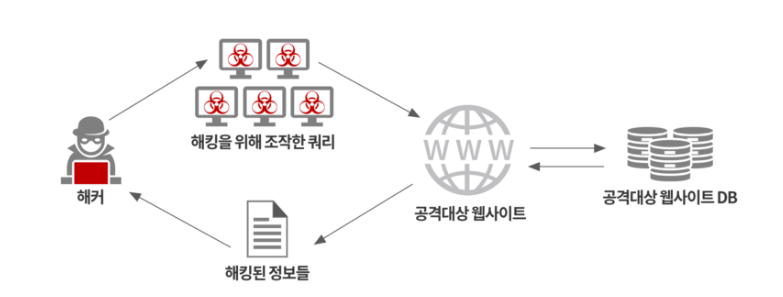 해킹을 위해 조작한 쿼리
WWW
해커
공격대상 웹사이트
공격대상 웹사이트 DB
해킹된 정보들